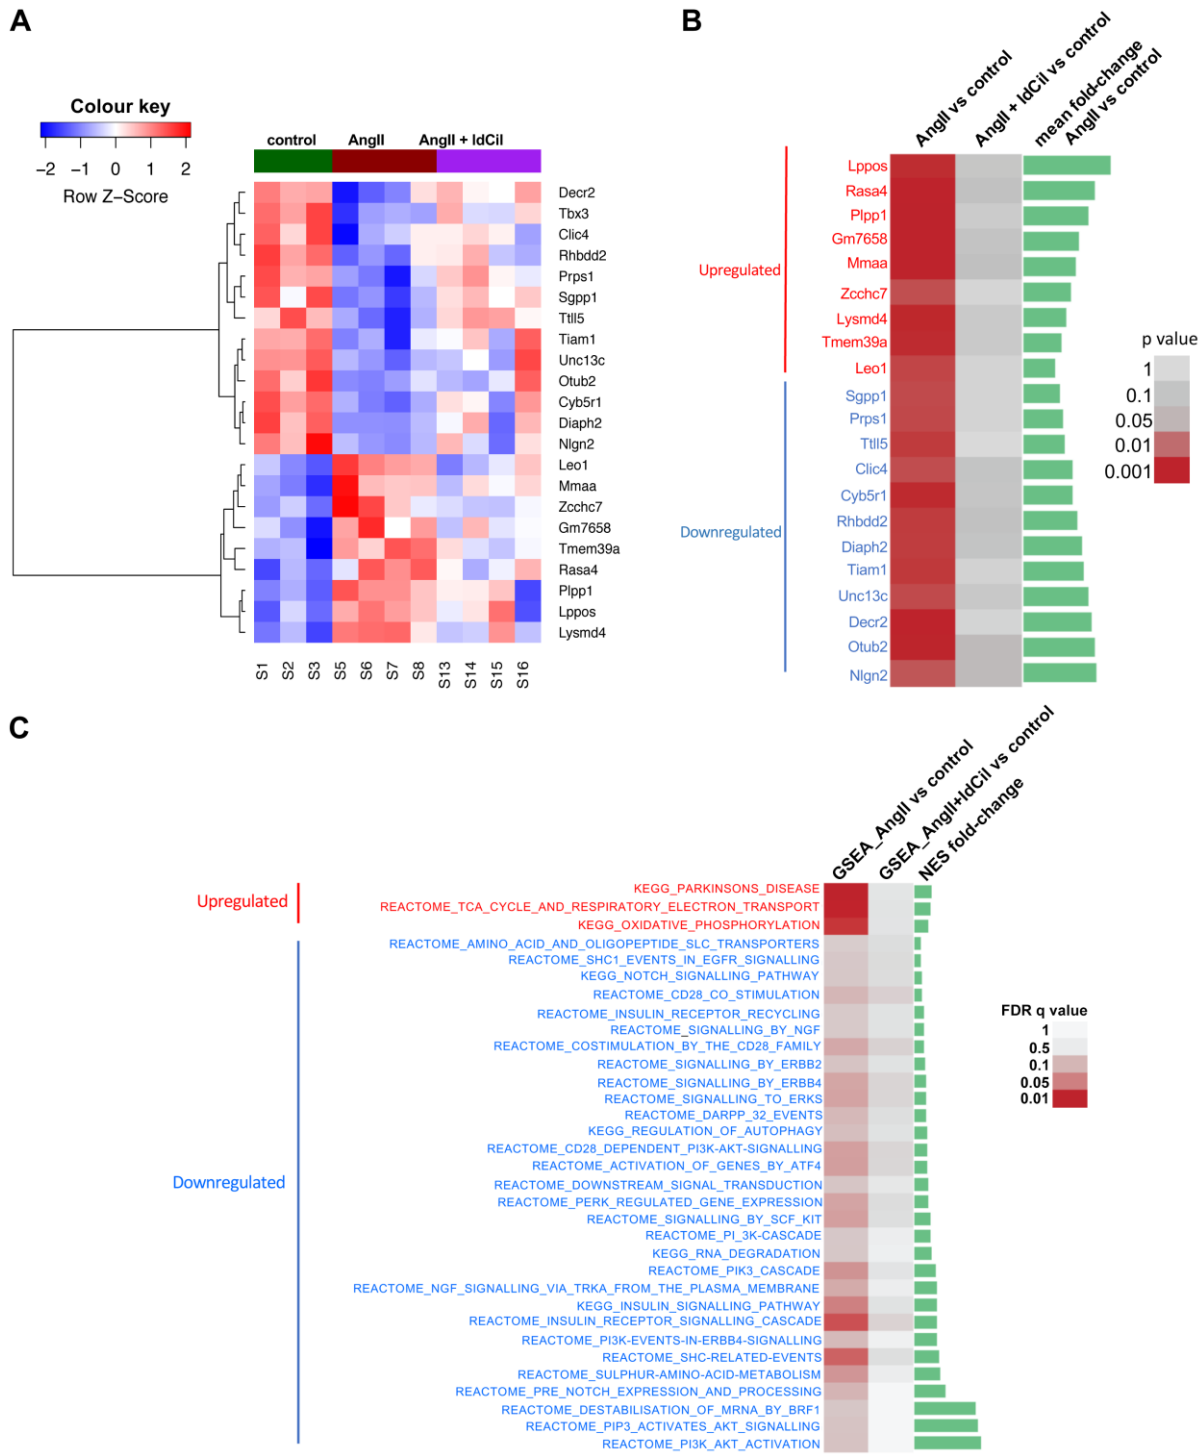 A
Colour key
−2 −1 0 1 2
Row Z−Score
control AngII AngII + IdCil
Decr2
Tbx3
Clic4
Rhbdd2
Prps1
Sgpp1
Ttll5
Tiam1
Unc13c
Otub2
Cyb5r1
Diaph2
Nlgn2
Leo1
Mmaa
Zcchc7
Gm7658
Tmem39a
Rasa4
Plpp1
Lppos
Lysmd4
S1 S2 S3 S5 S6 S7 S8 S13 S14 S15 S16
B
AngII vs control
AngII + IdCil vs control
mean fold-change
AngII vs control
Upregulated
Lppos
Rasa4
Plpp1
Gm7658
Mmaa
Zcchc7
Lysmd4
Tmem39a
Leo1
Downregulated
Sgpp1
Prps1
Ttll5
Clic4
Cyb5r1
Rhbdd2
Diaph2
Tiam1
Unc13c
Decr2
Otub2
Nlgn2
p value
1
0.1
0.05
0.01
0.001
C
GSEA_AngII vs control
GSEA_AngII+IdCil vs control
NES fold-change
Upregulated
KEGG_PARKINSONS_DISEASE
REACTOME_TCA_CYCLE_AND_RESPIRATORY_ELECTRON_TRANSPORT
KEGG_OXIDATIVE_PHOSPHORYLATION
Downregulated
REACTOME_AMINO_ACID_AND_OLIGOPEPTIDE_SLC_TRANSPORTERS
REACTOME_SHC1_EVENTS_IN_EGFR_SIGNALLING
KEGG_NOTCH_SIGNALLING_PATHWAY
REACTOME_CD28_CO_STIMULATION
REACTOME_INSULIN_RECEPTOR_RECYCLING
REACTOME_SIGNALLING_BY_NGF
REACTOME_COSTIMULATION_BY_THE_CD28_FAMILY
REACTOME_SIGNALLING_BY_ERBB2
REACTOME_SIGNALLING_BY_ERBB4
REACTOME_SIGNALLING_TO_ERKS
REACTOME_DARPP_32_EVENTS
KEGG_REGULATION_OF_AUTOPHAGY
REACTOME_CD28_DEPENDENT_PI3K-AKT-SIGNALLING
REACTOME_ACTIVATION_OF_GENES_BY_ATF4
REACTOME_DOWNSTREAM_SIGNAL_TRANSDUCTION
REACTOME_PERK_REGULATED_GENE_EXPRESSION
REACTOME_SIGNALLING_BY_SCF_KIT
REACTOME_PI_3K-CASCADE
KEGG_RNA_DEGRADATION
REACTOME_PIK3_CASCADE
REACTOME_NGF_SIGNALLING_VIA_TRKA_FROM_THE_PLASMA_MEMBRANE
KEGG_INSULIN_SIGNALLING_PATHWAY
REACTOME_INSULIN_RECEPTOR_SIGNALLING_CASCADE
REACTOME_PI3K-EVENTS-IN-ERBB4-SIGNALLING
REACTOME_SHC-RELATED-EVENTS
REACTOME_SULPHUR-AMINO-ACID-METABOLISM
REACTOME_PRE_NOTCH_EXPRESSION_AND_PROCESSING
REACTOME_DESTABILISATION_OF_MRNA_BY_BRF1
REACTOME_PIP3_ACTIVATES_AKT_SIGNALLING
REACTOME_PI3K_AKT_ACTIVATION
FDR q value
1
0.5
0.1
0.05
0.01